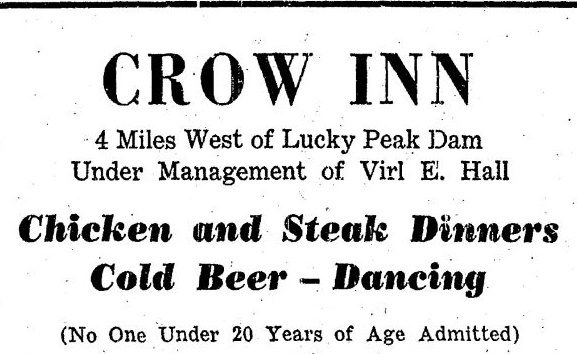 CROW INN
4 Miles West of Lucky Peak Dam
Under Management of Virl E. Hall
Chicken and Steak Dinners
Cold Beer – Dancing
(No One Under 20 Years of Age Admitted)